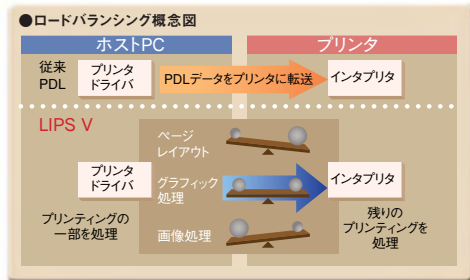 ●ロードバランシング概念図
ホストPC
プリンタ
従来
PDL
プリンタ
ドライバ
PDLデータをプリンタに転送
インタプリタ
LIPS V
ページ
レイアウト
プリンタ
ドライバ
グラフィック
処理
インタプリタ
プリンティングの
一部を処理
画像処理
残りの
プリンティングを
処理